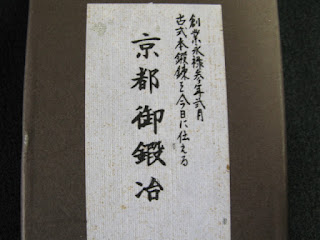 創業永禄参年弐月
古式本鍛錬を今日に伝える
京都御鍛冶